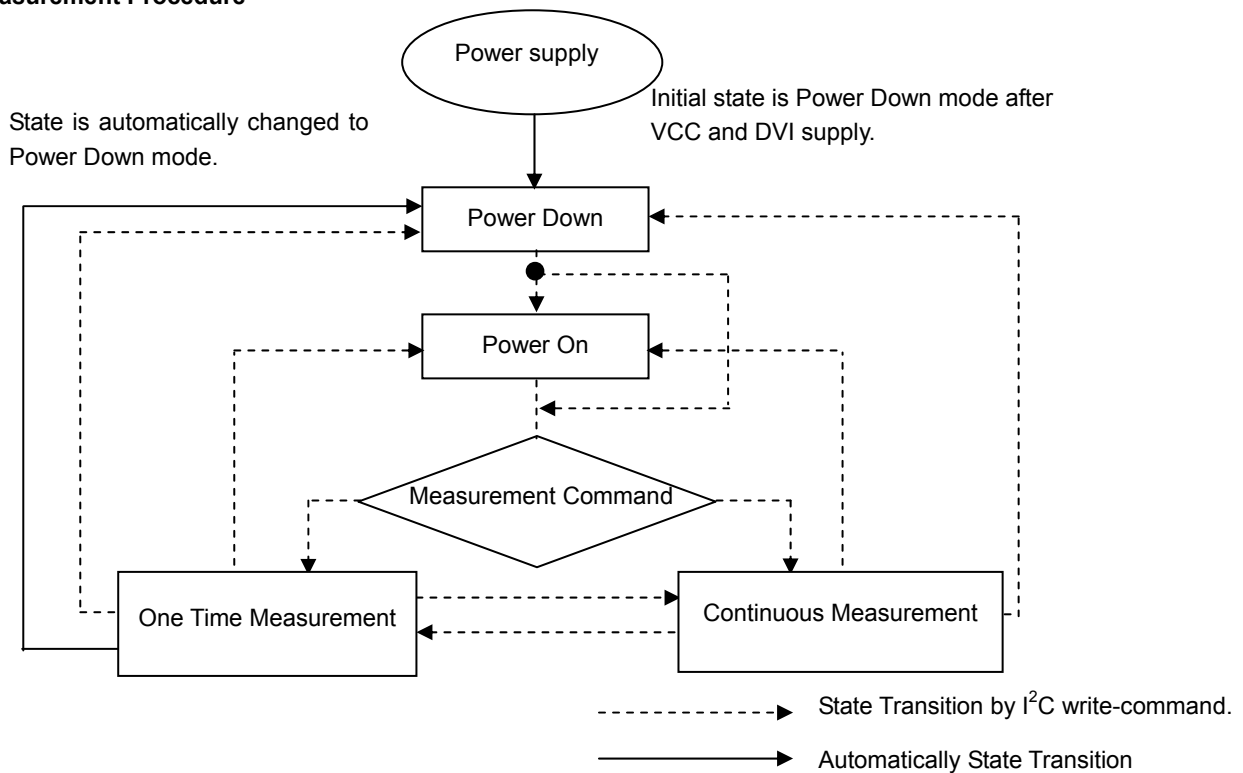 Power supply
Initial state is Power Down mode after
VCC and DVI supply.
State is automatically changed to
Power Down mode.
Power Down
Power On
Measurement Command
One Time Measurement
Continuous Measurement
State Transition by I²C write-command.
Automatically State Transition